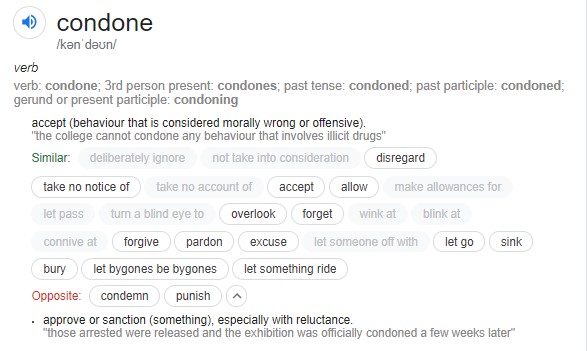 condone
/kənˈdəʊn/
verb
verb: condone; 3rd person present: condones; past tense: condoned; past participle: condoned;
gerund or present participle: condoning
accept (behaviour that is considered morally wrong or offensive).
"the college cannot condone any behaviour that involves illicit drugs"
Similar: deliberately ignore not take into consideration disregard
take no notice of take no account of accept allow make allowances for
let pass turn a blind eye to overlook forget wink at blink at
connive at forgive pardon excuse let someone off with let go sink
bury let bygones be bygones let something ride
Opposite: condemn punish
• approve or sanction (something), especially with reluctance.
"those arrested were released and the exhibition was officially condoned a few weeks later"